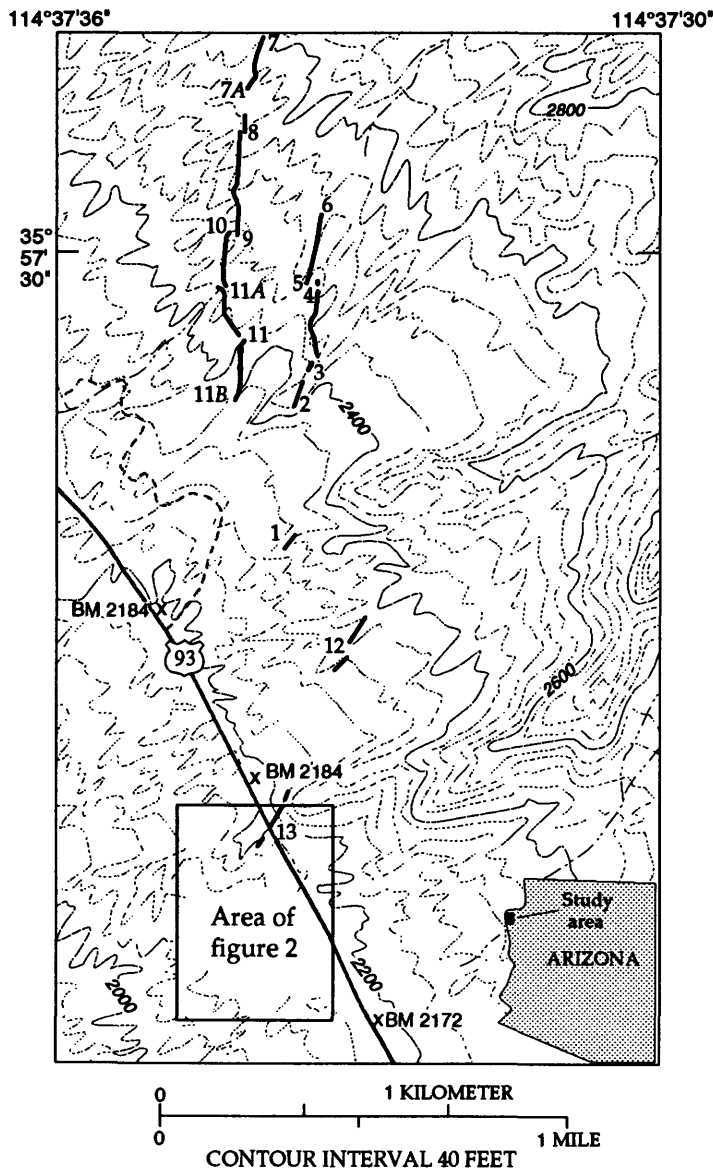 114°37'36"
114°37'30"
7
7A
2800
8
6
10
9
35°
57'
30"
5
4
11A
11
3
11B
2
2400
1
BM 2184 x
12
93
2600
x BM 2184
13
Area of
figure 2
Study
area
ARIZONA
2000
2200
xBM 2172
0
1 KILOMETER
0
1 MILE
CONTOUR INTERVAL 40 FEET